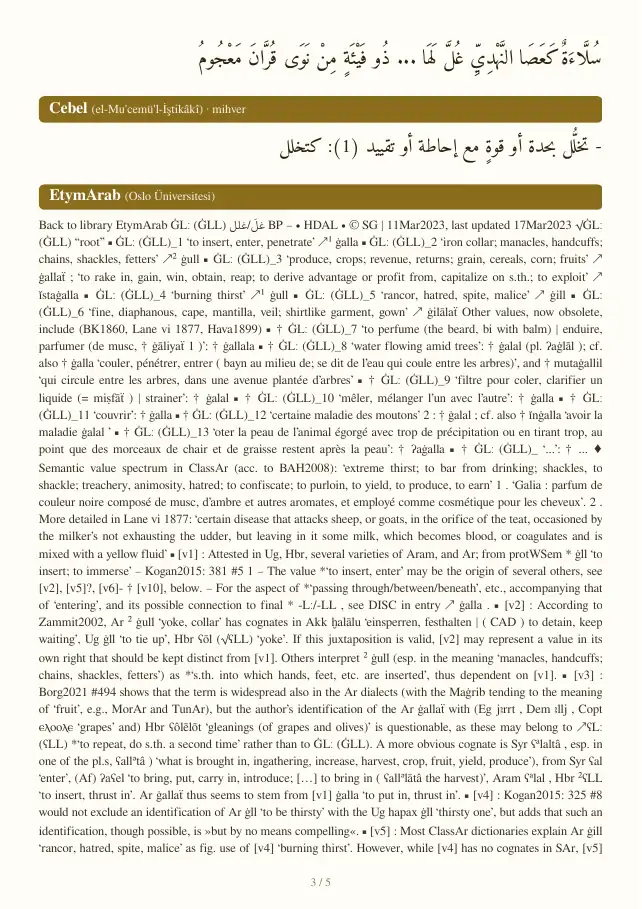 سُلَّاءَةٌ كَعَصَا النَّهْدِيِّ غُلَّ لَهَا ... ذُو فَيْئَةٍ مِنْ نَوَى قُرَّانَ مَعْجُومُ
Cebel (el-Mu'cemü'l-İştikâkî) · mihver
- تخلُّل بحدة أو قوةٍ مع إحاطة أو تقييد (1): كتخلل
EtymArab (Oslo Üniversitesi)
Back to library EtymArab ĠL: (ĠLL) غَلّ/غلل BP – • HDAL • © SG | 11Mar2023, last updated 17Mar2023 √ĠL:
(ĠLL) “root” ▪ ĠL: (ĠLL)_1 ‘to insert, enter, penetrate’ ↗¹ ġalla ▪ ĠL: (ĠLL)_2 ‘iron collar; manacles, handcuffs;
chains, shackles, fetters’ ↗² ġull ▪ ĠL: (ĠLL)_3 ‘produce, crops; revenue, returns; grain, cereals, corn; fruits’ ↗
ġallaẗ ; ‘to rake in, gain, win, obtain, reap; to derive advantage or profit from, capitalize on s.th.; to exploit’ ↗
ĭstaġalla ▪ ĠL: (ĠLL)_4 ‘burning thirst’ ↗¹ ġull ▪ ĠL: (ĠLL)_5 ‘rancor, hatred, spite, malice’ ↗ ġill ▪ ĠL:
(ĠLL)_6 ‘fine, diaphanous, cape, mantilla, veil; shirtlike garment, gown’ ↗ ġilālaẗ Other values, now obsolete,
include (BK1860, Lane vi 1877, Hava1899) ▪ † ĠL: (ĠLL)_7 ‘to perfume (the beard, bi with balm) | enduire,
parfumer (de musc, † ġāliyaẗ 1 )’: † ġallala ▪ † ĠL: (ĠLL)_8 ‘water flowing amid trees’: † ġalal (pl. ʔaġlāl ); cf.
also † ġalla ‘couler, pénétrer, entrer ( bayn au milieu de; se dit de l’eau qui coule entre les arbres)’, and † mutaġallil
‘qui circule entre les arbres, dans une avenue plantée d’arbres’ ▪ † ĠL: (ĠLL)_9 ‘filtre pour coler, clarifier un
liquide (= miṣfaẗ ) | strainer’: † ġalal ▪ † ĠL: (ĠLL)_10 ‘mêler, mélanger l’un avec l’autre’: † ġalla ▪ † ĠL:
(ĠLL)_11 ‘couvrir’: † ġalla ▪ † ĠL: (ĠLL)_12 ‘certaine maladie des moutons’ 2 : † ġalal ; cf. also † ĭnġalla ‘avoir la
maladie ġalal ’ ▪ † ĠL: (ĠLL)_13 ‘oter la peau de l’animal égorgé avec trop de précipitation ou en tirant trop, au
point que des morceaux de chair et de graisse restent après la peau’: † ʔaġalla ▪ † ĠL: (ĠLL)_ ‘...’: † ... ♦
Semantic value spectrum in ClassAr (acc. to BAH2008): ‘extreme thirst; to bar from drinking; shackles, to
shackle; treachery, animosity, hatred; to confiscate; to purloin, to yield, to produce, to earn’ 1 . ‘Galia : parfum de
couleur noire composé de musc, d’ambre et autres aromates, et employé comme cosmétique pour les cheveux’. 2 .
More detailed in Lane vi 1877: ‘certain disease that attacks sheep, or goats, in the orifice of the teat, occasioned by
the milker’s not exhausting the udder, but leaving in it some milk, which becomes blood, or coagulates and is
mixed with a yellow fluid’ ▪ [v1] : Attested in Ug, Hbr, several varieties of Aram, and Ar; from protWSem * ġll ‘to
insert; to immerse’ – Kogan2015: 381 #5 1 – The value *‘to insert, enter’ may be the origin of several others, see
[v2], [v5]?, [v6]- † [v10], below. – For the aspect of *‘passing through/between/beneath’, etc., accompanying that
of ‘entering’, and its possible connection to final * -L:/-LL , see DISC in entry ↗ ġalla . ▪ [v2] : According to
Zammit2002, Ar ² ġull ‘yoke, collar’ has cognates in Akk ḫalālu ‘einsperren, festhalten | ( CAD ) to detain, keep
waiting’, Ug ġll ‘to tie up’, Hbr ʕōl (√ʕLL) ‘yoke’. If this juxtaposition is valid, [v2] may represent a value in its
own right that should be kept distinct from [v1]. Others interpret ² ġull (esp. in the meaning ‘manacles, handcuffs;
chains, shackles, fetters’) as *‘s.th. into which hands, feet, etc. are inserted’, thus dependent on [v1]. ▪ [v3] :
Borg2021 #494 shows that the term is widespread also in the Ar dialects (with the Maġrib tending to the meaning
of ‘fruit’, e.g., MorAr and TunAr), but the author’s identification of the Ar ġallaẗ with (Eg jꜣrrt , Dem ꜣllj , Copt
ⲉⲗⲟⲟⲗⲉ ‘grapes’ and) Hbr ʕôlēlōt ‘gleanings (of grapes and olives)’ is questionable, as these may belong to ↗ʕL:
(ʕLL) *‘to repeat, do s.th. a second time’ rather than to ĠL: (ĠLL). A more obvious cognate is Syr ʕᵃlaltâ , esp. in
one of the pl.s, ʕallᵃtâ ) ‘what is brought in, ingathering, increase, harvest, crop, fruit, yield, produce’), from Syr ʕal
‘enter’, (Af) ʔaʕel ‘to bring, put, carry in, introduce; […] to bring in ( ʕallᵃlātâ the harvest)’, Aram ʕᵃlal , Hbr ²ʕLL
‘to insert, thrust in’. Ar ġallaẗ thus seems to stem from [v1] ġalla ‘to put in, thrust in’. ▪ [v4] : Kogan2015: 325 #8
would not exclude an identification of Ar ġll ‘to be thirsty’ with the Ug hapax ġll ‘thirsty one’, but adds that such an
identification, though possible, is »but by no means compelling«. ▪ [v5] : Most ClassAr dictionaries explain Ar ġill
‘rancor, hatred, spite, malice’ as fig. use of [v4] ‘burning thirst’. However, while [v4] has no cognates in SAr, [v5]
3 / 5